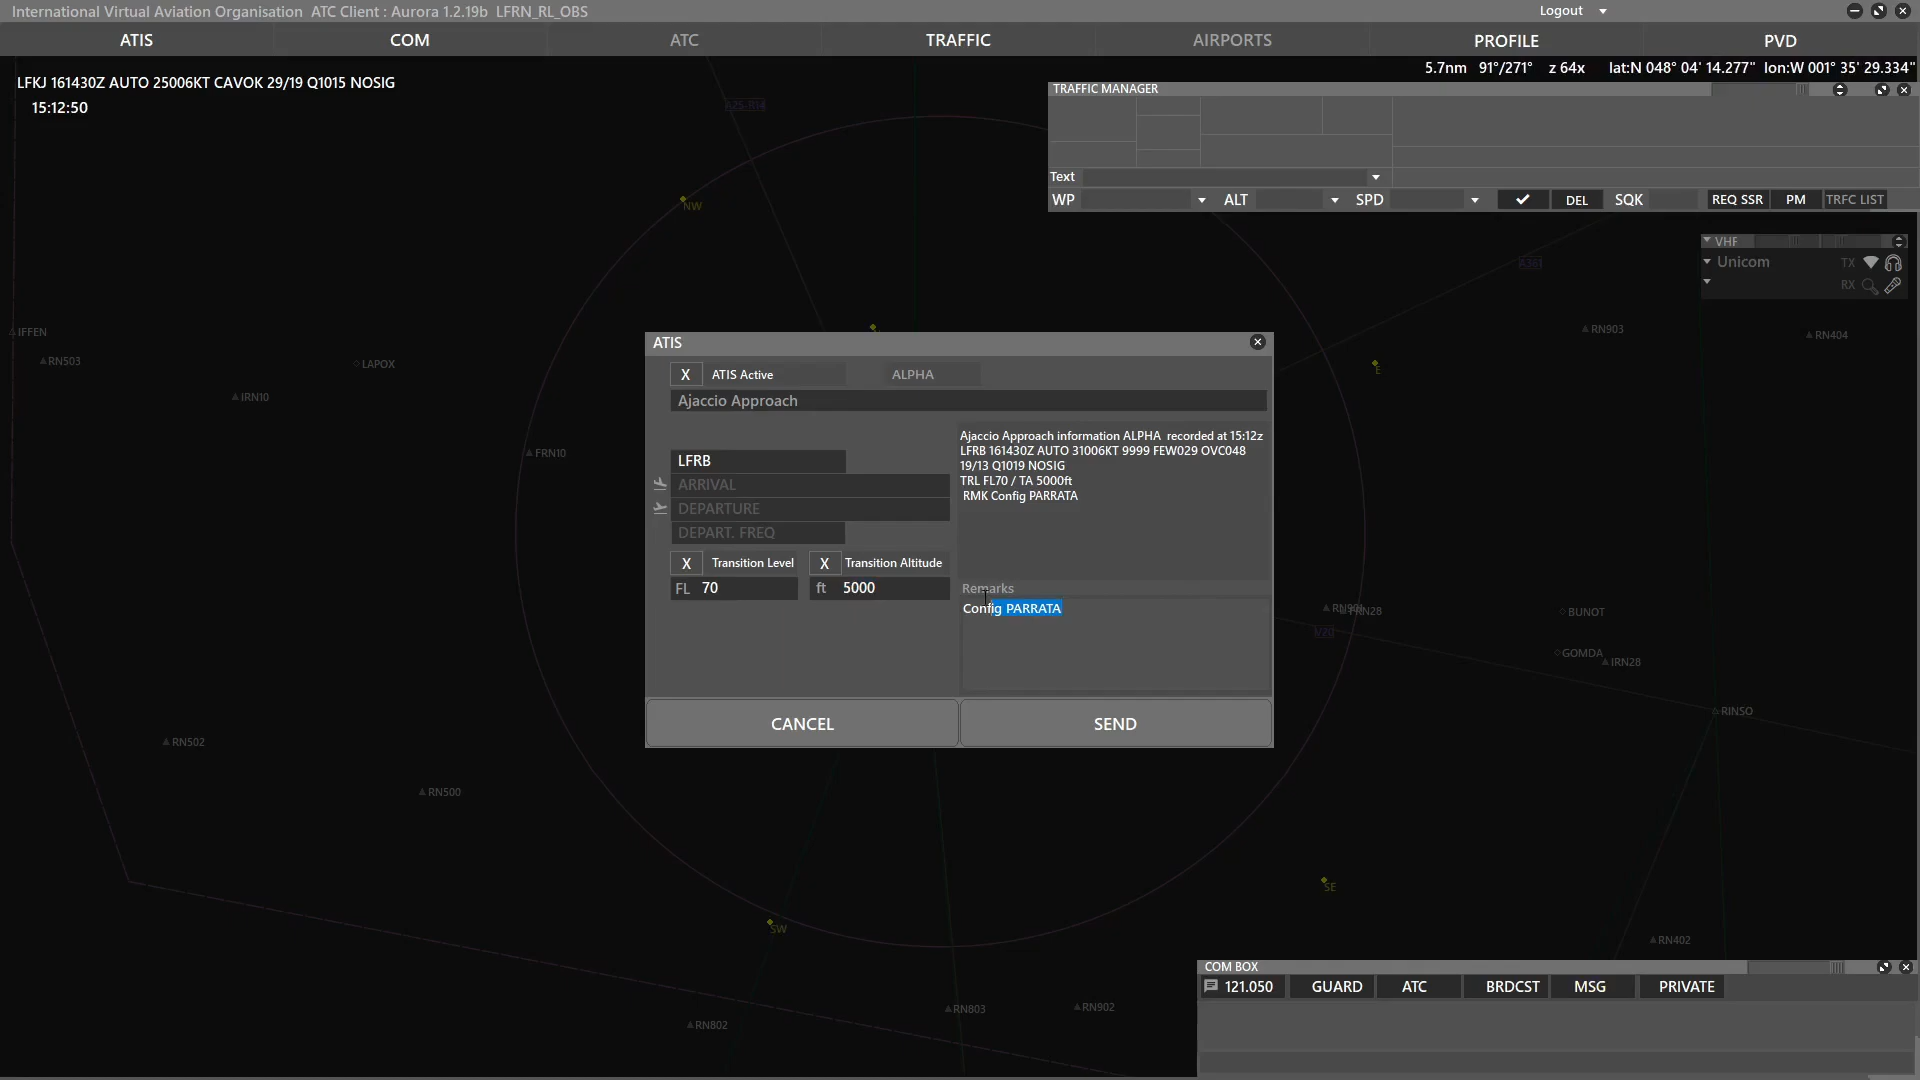 International Virtual Aviation Organisation ATC Client : Aurora 1.2.19b LFRN_RL_OBS
Logout
ATIS COM ATC TRAFFIC AIRPORTS PROFILE PVD
5.7nm 91°/271° z 64x lat:N 048° 04' 14.277" lon:W 001° 35' 29.334"
LFKJ 161430Z AUTO 25006KT CAVOK 29/19 Q1015 NOSIG
15:12:50
TRAFFIC MANAGER
Text
WP ALT SPD DEL SQK REQ SSR PM TRFC LIST
A25-R14
NW
VHF
Unicom TX
RX
A361
IFFEN
RN503
LAPOX
IRN10
FRN10
RN903
RN404
E
ATIS
X ATIS Active ALPHA
Ajaccio Approach
LFRB
ARRIVAL
DEPARTURE
DEPART. FREQ
X Transition Level X Transition Altitude
FL 70 ft 5000
Ajaccio Approach information ALPHA recorded at 15:12z
LFRB 161430Z AUTO 31006KT 9999 FEW029 OVC048
19/13 Q1019 NOSIG
TRL FL70 / TA 5000ft
RMK Config PARRATA
Remarks
Config PARRATA
CANCEL SEND
FRN28
BUNOT
GOMDA
IRN28
RINSO
RN502
RN500
SE
SW
RN402
RN803
RN902
RN802
COM BOX
121.050 GUARD ATC BRDCST MSG PRIVATE